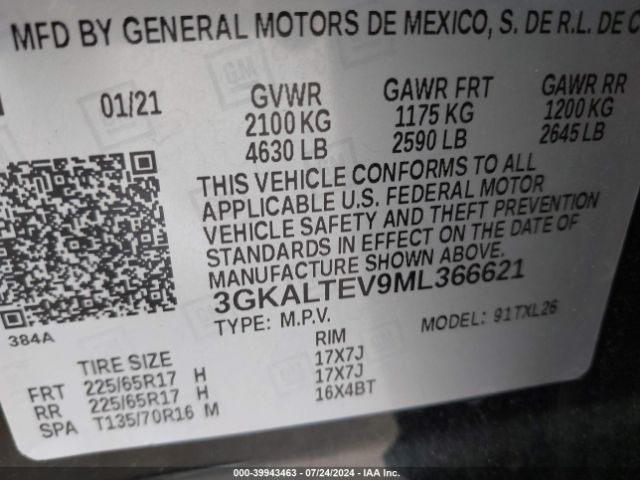 MFD BY GENERAL MOTORS DE MEXICO, S. DE R.L. DE C
01/21 GVWR GAWR FRT GAWR RR
2100 KG 1175 KG 1200 KG
4630 LB 2590 LB 2645 LB
THIS VEHICLE CONFORMS TO ALL
APPLICABLE U.S. FEDERAL MOTOR
VEHICLE SAFETY AND THEFT PREVENTION
STANDARDS IN EFFECT ON THE DATE OF
MANUFACTURE SHOWN ABOVE.
3GKALTEV9ML366621
TYPE: M.P.V. MODEL: 91TXL26
384A
TIRE SIZE RIM
FRT 225/65R17 H 17X7J
RR 225/65R17 H 17X7J
SPA T135/70R16 M 16X4BT
000-39943463 - 07/24/2024 - IAA Inc.